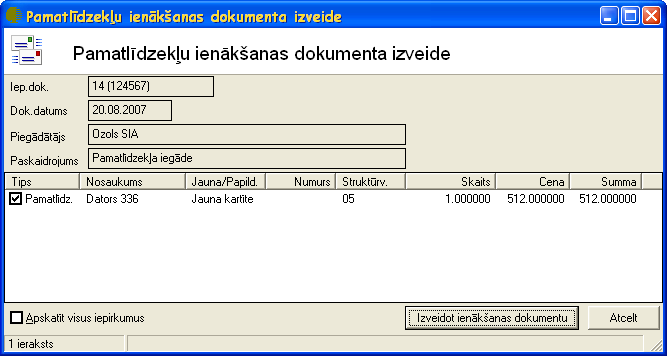 Pamatlīdzekļu ienākšanas dokumenta izveide
Pamatlīdzekļu ienākšanas dokumenta izveide
Iep.dok. 14 (124567)
Dok.datums 20.08.2007
Piegādātājs Ozols SIA
Paskaidrojums Pamatlīdzekļa iegāde
Tips Nosaukums Jauna/Papild. Numurs Struktūrv. Skaits Cena Summa
Pamatlīdz. Dators 336 Jauna kartīte 05 1.000000 512.000000 512.000000
Apskatīt visus iepirkumus Izveidot ienākšanas dokumentu Atcelt
1 ieraksts